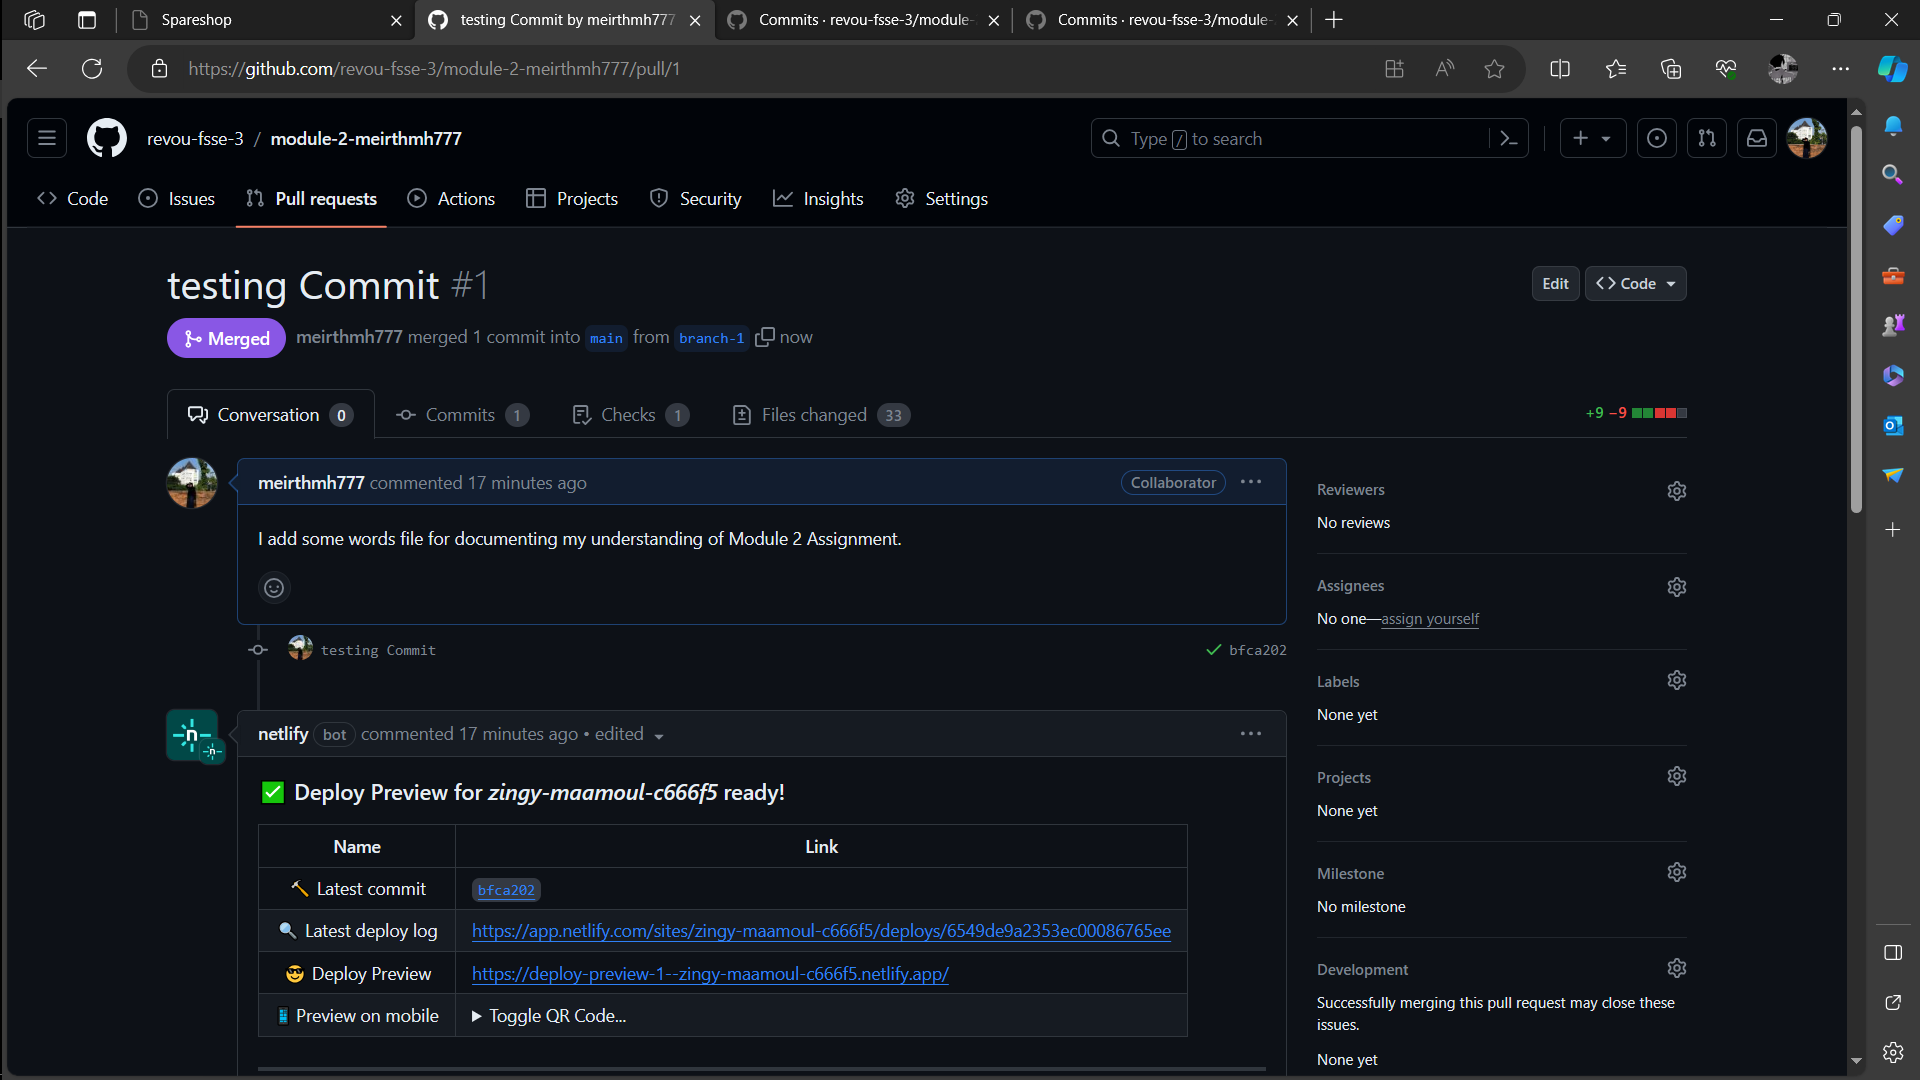 Spareshop
testing Commit by meirthmh777
Commits · revou-fsse-3/module-
Commits · revou-fsse-3/module-
https://github.com/revou-fsse-3/module-2-meirthmh777/pull/1
revou-fsse-3 / module-2-meirthmh777
Type / to search
Code
Issues
Pull requests
Actions
Projects
Security
Insights
Settings
testing Commit #1
Edit
<> Code
Merged
meirthmh777 merged 1 commit into main from branch-1 now
Conversation 0
Commits 1
Checks 1
Files changed 33
+9 −9
meirthmh777 commented 17 minutes ago
Collaborator
I add some words file for documenting my understanding of Module 2 Assignment.
testing Commit
bfca202
netlify bot commented 17 minutes ago • edited
Deploy Preview for zingy-maamoul-c666f5 ready!
Name Link
Latest commit bfca202
Latest deploy log https://app.netlify.com/sites/zingy-maamoul-c666f5/deploys/6549de9a2353ec00086765ee
Deploy Preview https://deploy-preview-1--zingy-maamoul-c666f5.netlify.app/
Preview on mobile Toggle QR Code...
Reviewers
No reviews
Assignees
No one—assign yourself
Labels
None yet
Projects
None yet
Milestone
No milestone
Development
Successfully merging this pull request may close these
issues.
None yet